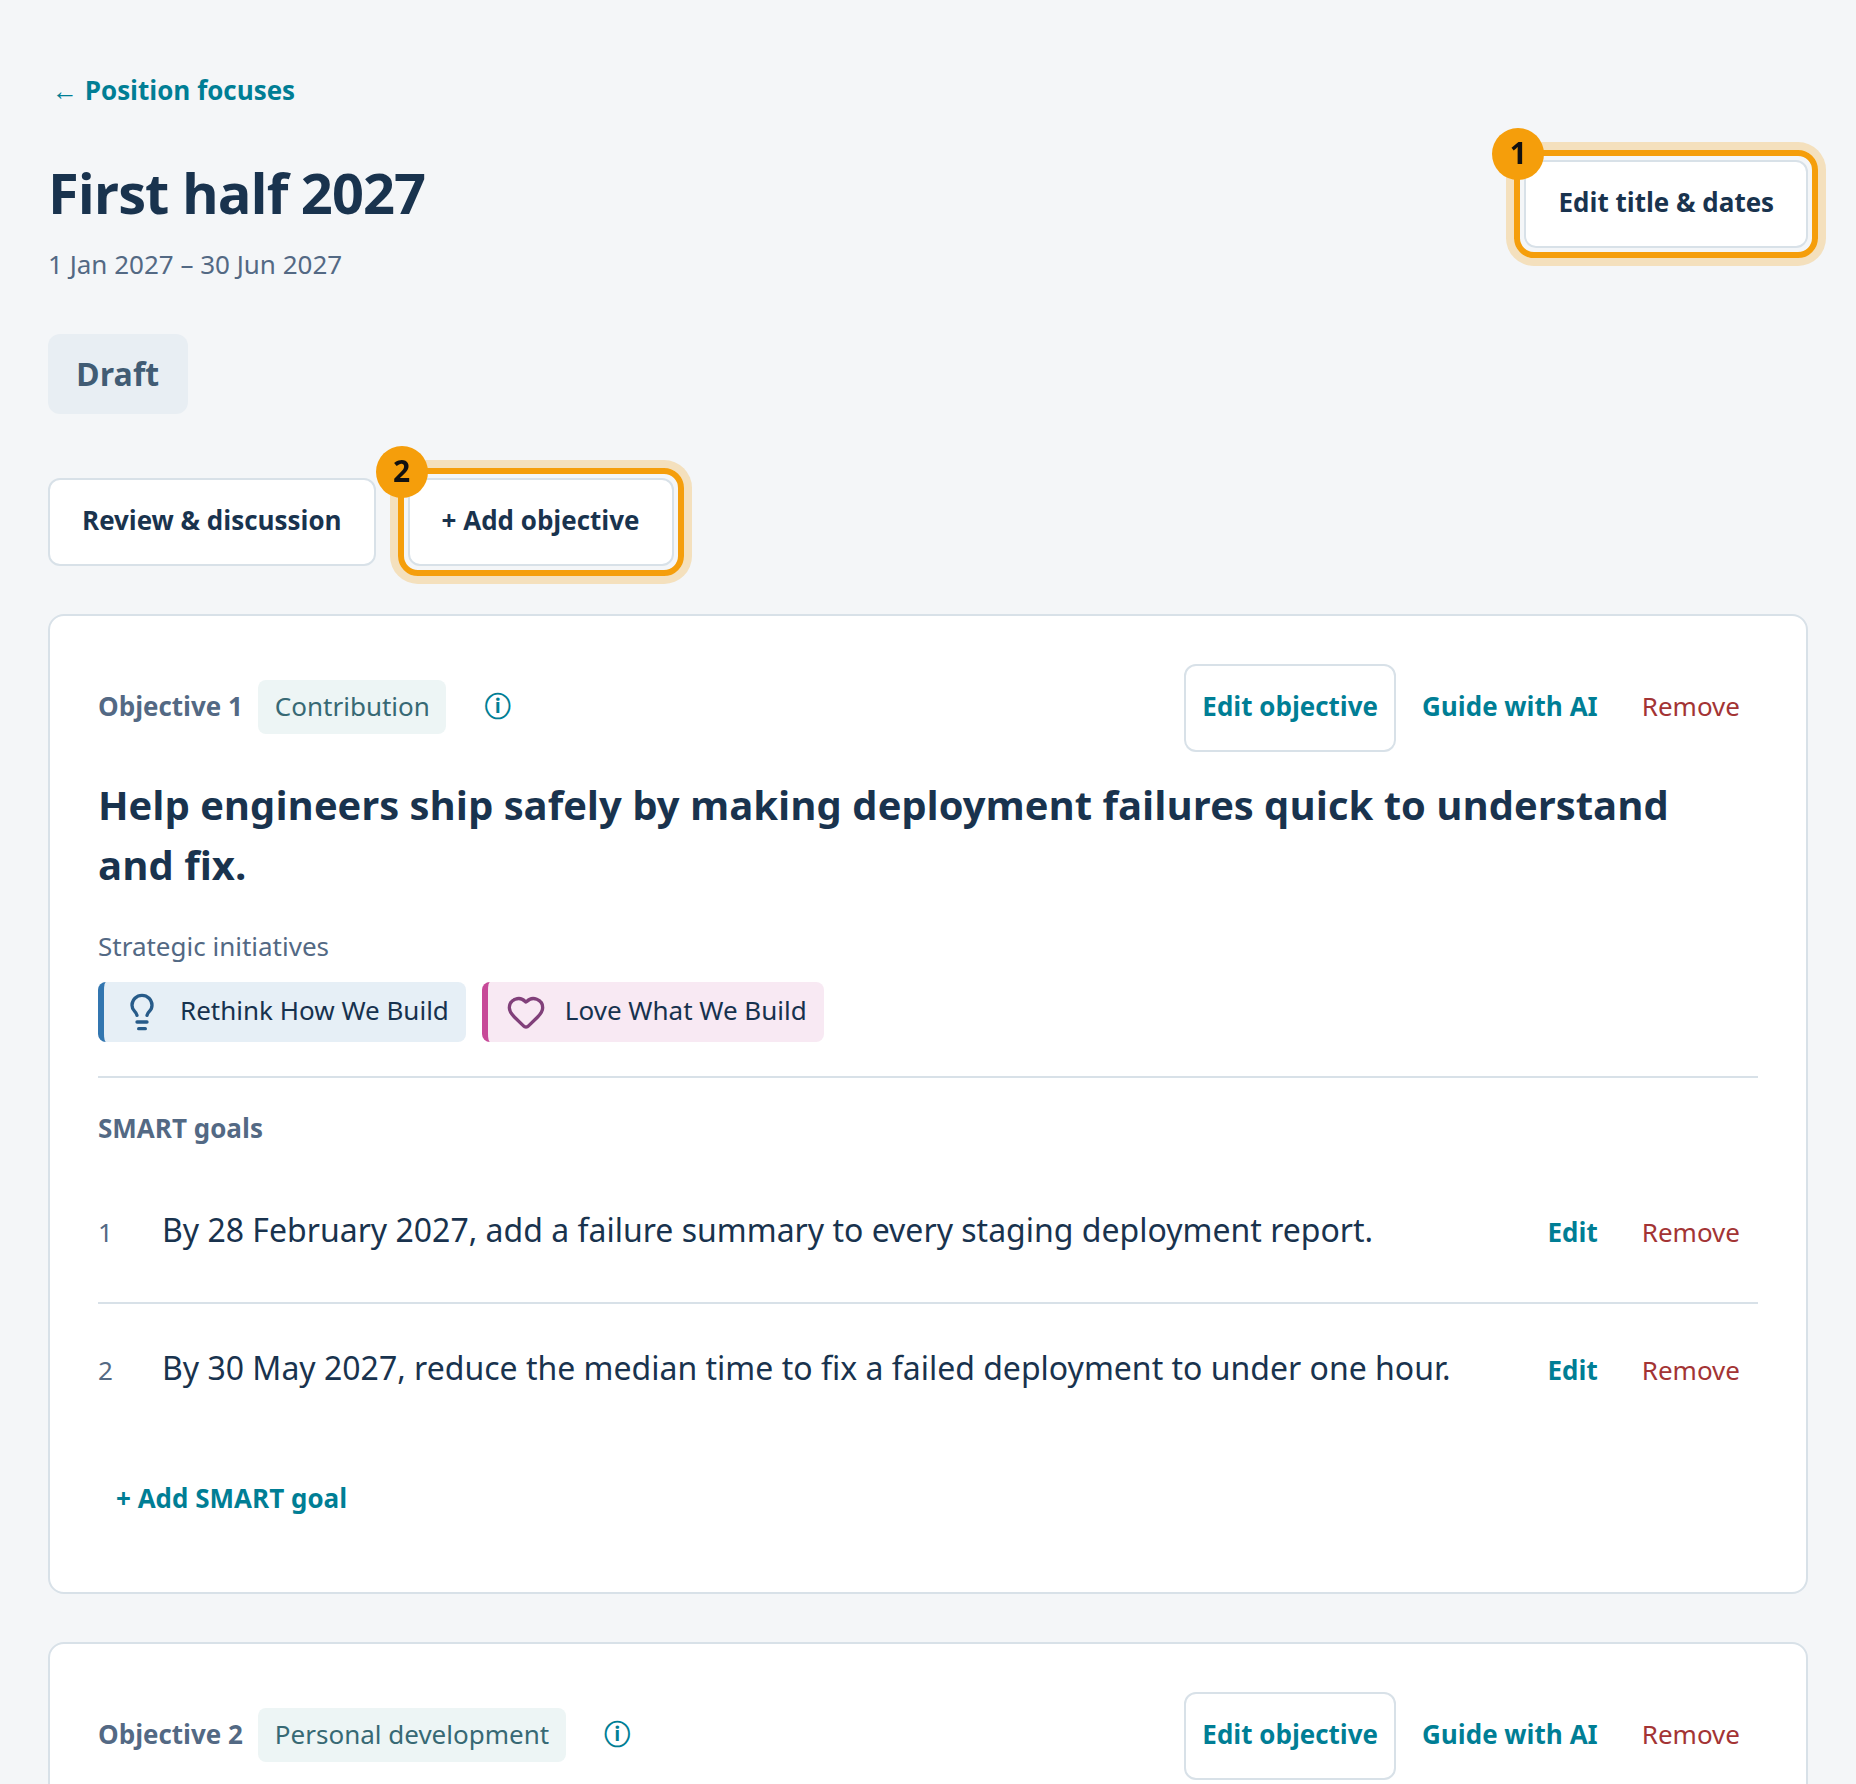 ← Position focuses
First half 2027
1
Edit title & dates
1 Jan 2027 – 30 Jun 2027
Draft
Review & discussion
2
+ Add objective
Objective 1 Contribution ⓘ Edit objective Guide with AI Remove
Help engineers ship safely by making deployment failures quick to understand
and fix.
Strategic initiatives
Rethink How We Build Love What We Build
SMART goals
1 By 28 February 2027, add a failure summary to every staging deployment report. Edit Remove
2 By 30 May 2027, reduce the median time to fix a failed deployment to under one hour. Edit Remove
+ Add SMART goal
Objective 2 Personal development ⓘ Edit objective Guide with AI Remove